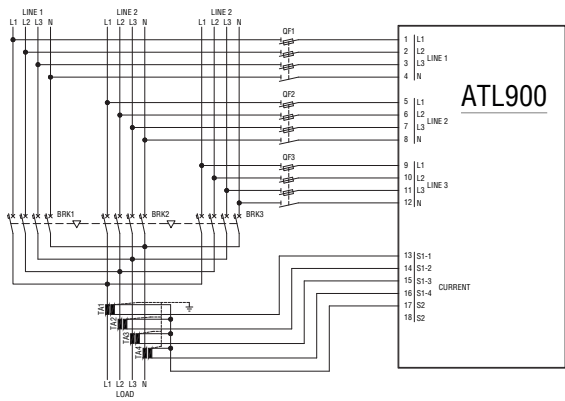 LINE 1 LINE 2 LINE 2
L1 L2 L3 N L1 L2 L3 N L1 L2 L3 N
QF1
1 L1
2 L2
3 L3
4 N
LINE 1
ATL900
QF2
5 L1
6 L2
7 L3
8 N
LINE 2
QF3
9 L1
10 L2
11 L3
12 N
LINE 3
BRK1 BRK2 BRK3
13 S1-1
14 S1-2
15 S1-3
16 S1-4
17 S2
18 S2
CURRENT
TA1
TA2
TA3
TA4
L1 L2 L3 N
LOAD